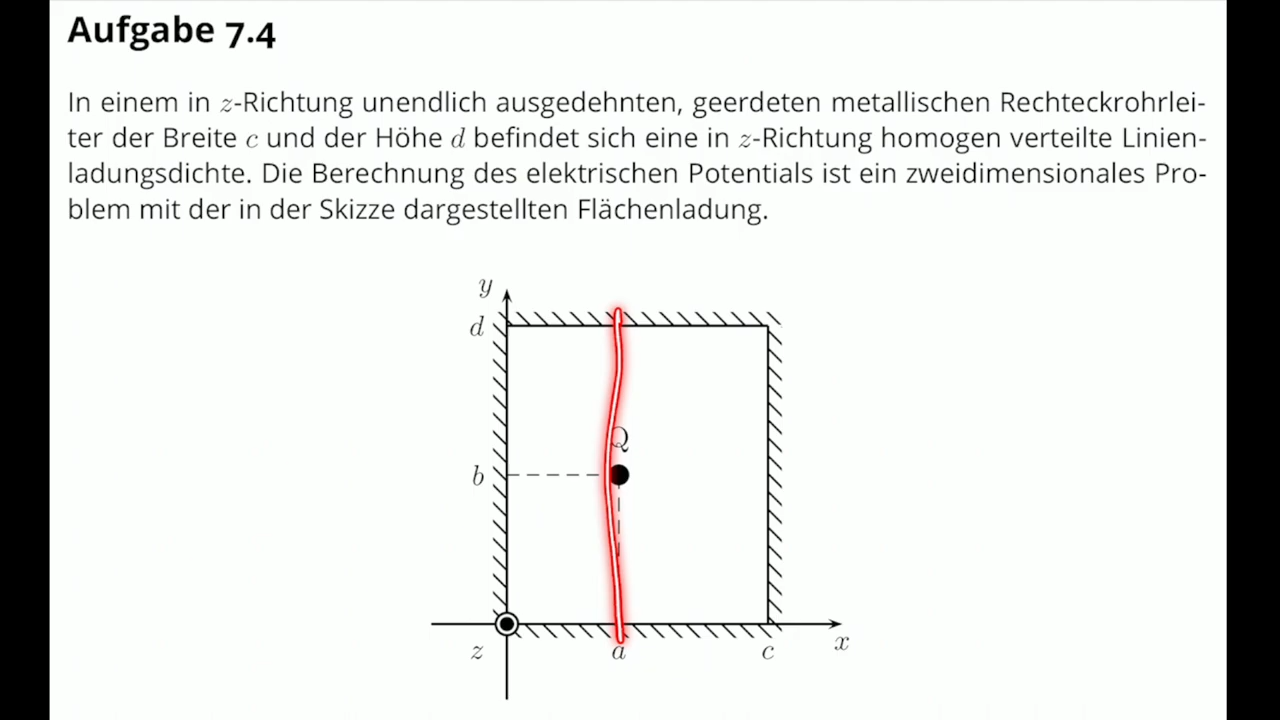 Aufgabe 7.4
In einem in z-Richtung unendlich ausgedehnten, geerdeten metallischen Rechteckrohrlei-
ter der Breite c und der Höhe d befindet sich eine in z-Richtung homogen verteilte Linien-
ladungsdichte. Die Berechnung des elektrischen Potentials ist ein zweidimensionales Pro-
blem mit der in der Skizze dargestellten Flächenladung.
y
d
Q
b
z
a
c
x